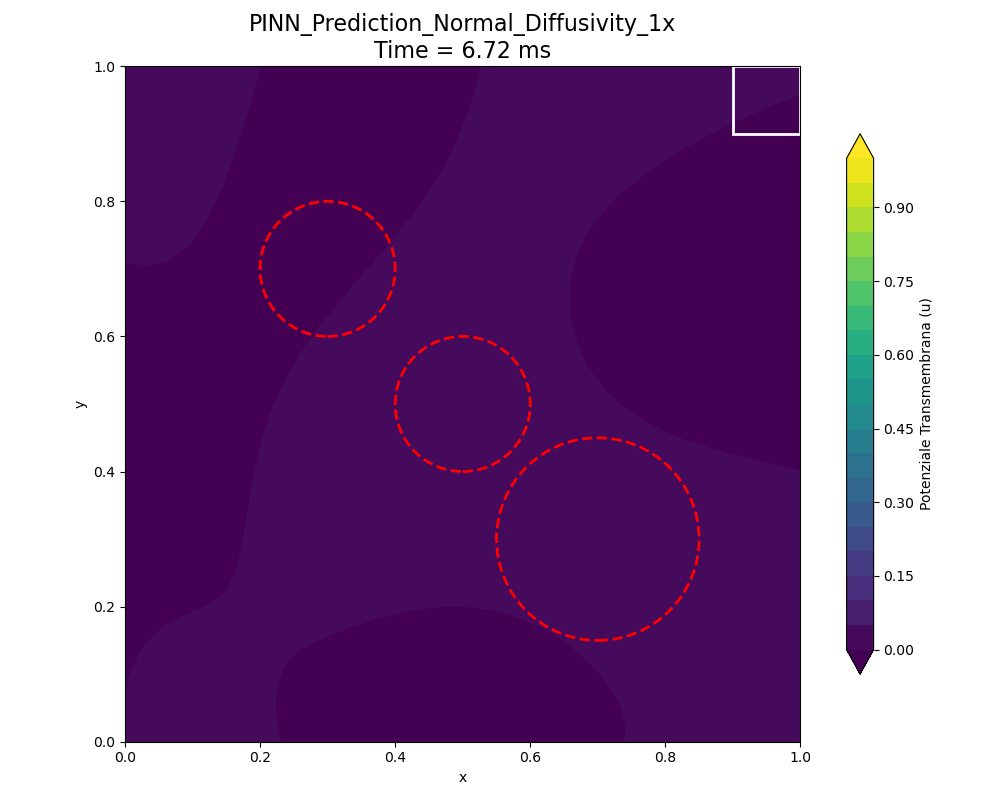 PINN_Prediction_Normal_Diffusivity_1x
Time = 6.72 ms
1.0
0.8
0.6
0.4
0.2
0.0
y
0.0 0.2 0.4 0.6 0.8 1.0
x
0.90
0.75
0.60
0.45
0.30
0.15
0.00
Potenziale Transmembrana (u)